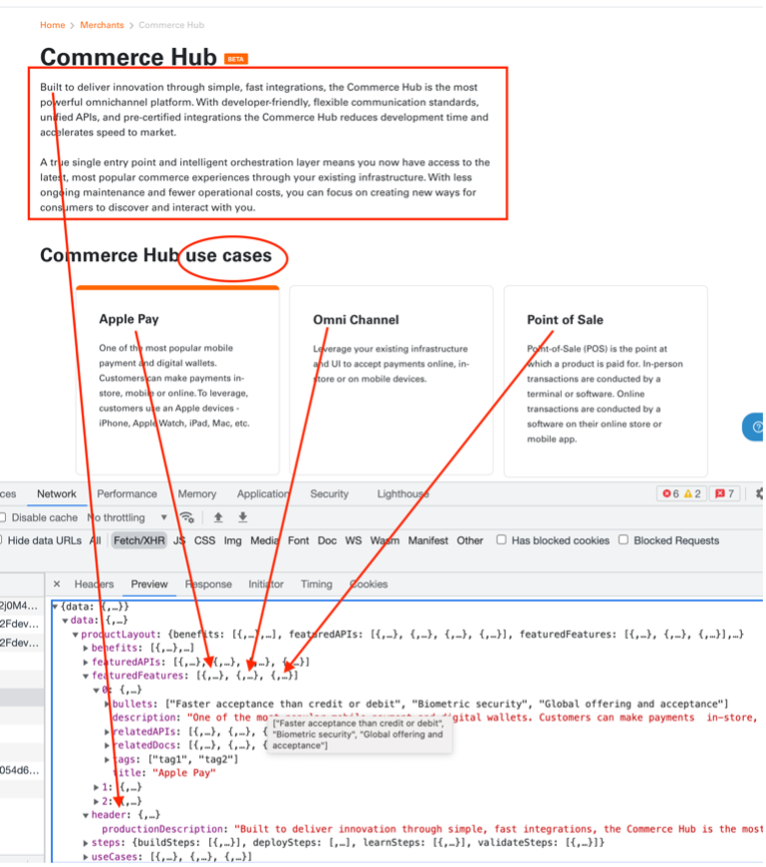 Home > Merchants > Commerce Hub
Commerce Hub BETA
Built to deliver innovation through simple, fast integrations, the Commerce Hub is the most
powerful omnichannel platform. With developer-friendly, flexible communication standards,
unified APIs, and pre-certified integrations the Commerce Hub reduces development time and
accelerates speed to market.
A true single entry point and intelligent orchestration layer means you now have access to the
latest, most popular commerce experiences through your existing infrastructure. With less
ongoing maintenance and fewer operational costs, you can focus on creating new ways for
consumers to discover and interact with you.
Commerce Hub use cases
Apple Pay
One of the most popular mobile
payment and digital wallets.
Customers can make payments in-
store, mobile or online. To leverage,
customers use an Apple devices -
iPhone, Apple Watch, iPad, Mac, etc.
Omni Channel
Leverage your existing infrastructure
and UI to accept payments online, in-
store or on mobile devices.
Point of Sale
Point-of-Sale (POS) is the point at
which a product is paid for. In-person
transactions are conducted by a
terminal or software. Online
transactions are conducted by a
software on their online store or
mobile app.
ces Network Performance Memory Application Security Lighthouse 6 2 7
Disable cache No throttling
Hide data URLs All Fetch/XHR JS CSS Img Media Font Doc WS Wasm Manifest Other Has blocked cookies Blocked Requests
× Headers Preview Response Initiator Timing Cookies
2j0M4...
2Fdev...
2Fdev...
054d6...
{data: {,…}}
data: {,…}
productLayout: {benefits: [{,…},…], featuredAPIs: [{,…}, {,…}, {,…}, {,…}], featuredFeatures: [{,…}, {,…}, {,…}],…}
benefits: [{,…},…]
featuredAPIs: [{,…}, {,…}, {,…}, {,…}]
featuredFeatures: [{,…}, {,…}, {,…}]
0: {,…}
bullets: ["Faster acceptance than credit or debit", "Biometric security", "Global offering and acceptance"]
description: "One of the most popular mobile payment and digital wallets. Customers can make payments in-store,
relatedAPIs: [{,…}, {,…}, {
relatedDocs: [{,…}, {,…}, {
["Faster acceptance than credit or debit",
"Biometric security", "Global offering and
acceptance"]
tags: ["tag1", "tag2"]
title: "Apple Pay"
1: {,…}
2: {,…}
header: {,…}
productionDescription: "Built to deliver innovation through simple, fast integrations, the Commerce Hub is the most
steps: {buildSteps: [{,…}], deploySteps: [,…], learnSteps: [{,…}], validateSteps: [{,…}]}
useCases: [{,…}, {,…}, {,…}]